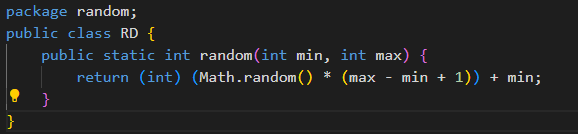 package random;
public class RD {
    public static int random(int min, int max) {
        return (int) (Math.random() * (max - min + 1)) + min;
    }
}